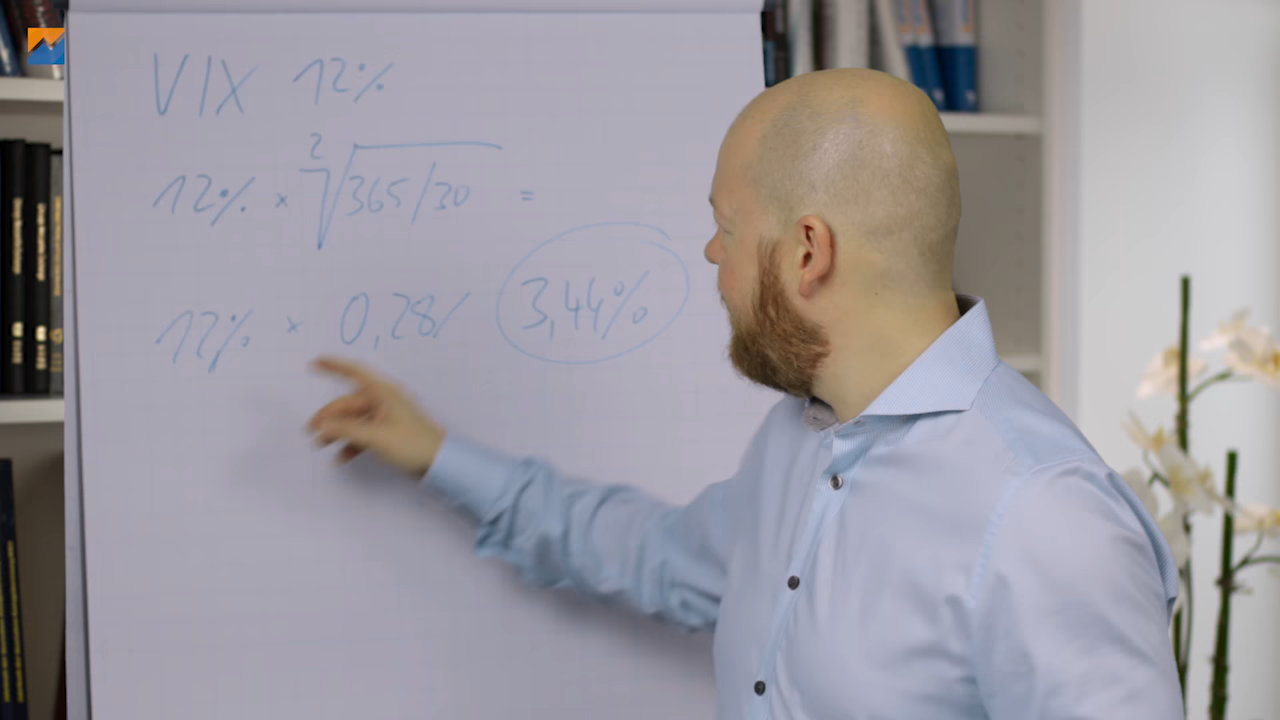 VIX 12%
12% × ²√365/30 =
12% × 0,28/ 3,44%